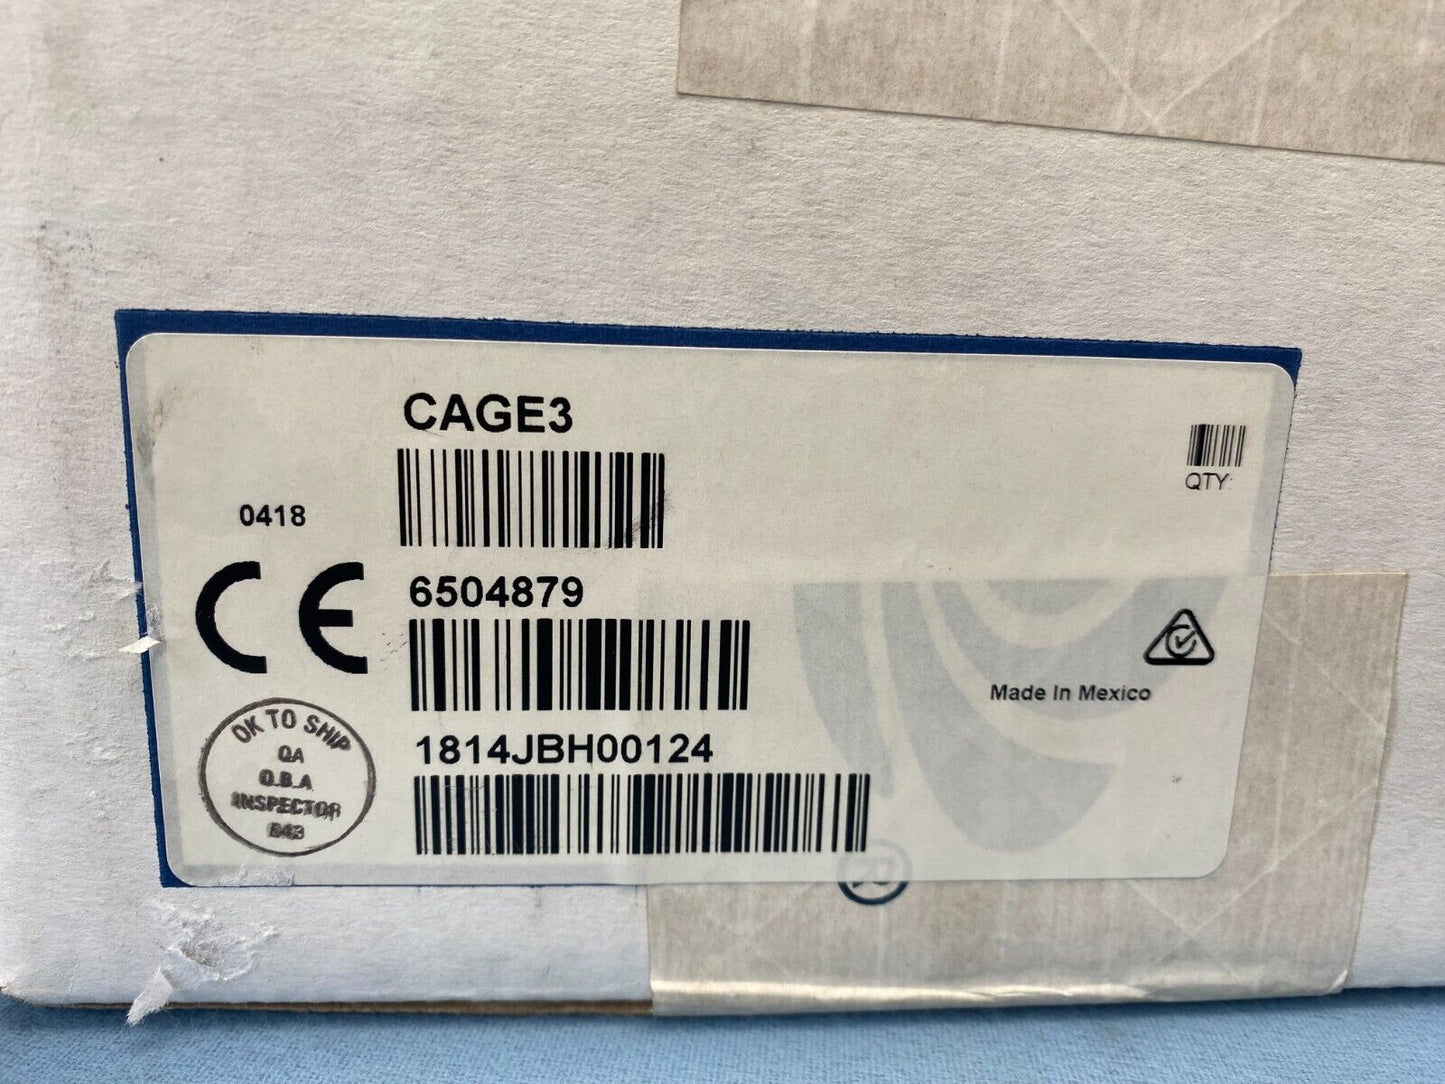 CAGE3
QTY
0418
CE
6504879
Made In Mexico
1814JBH00124
OK TO SHIP
QA
O.B.A
INSPECTOR